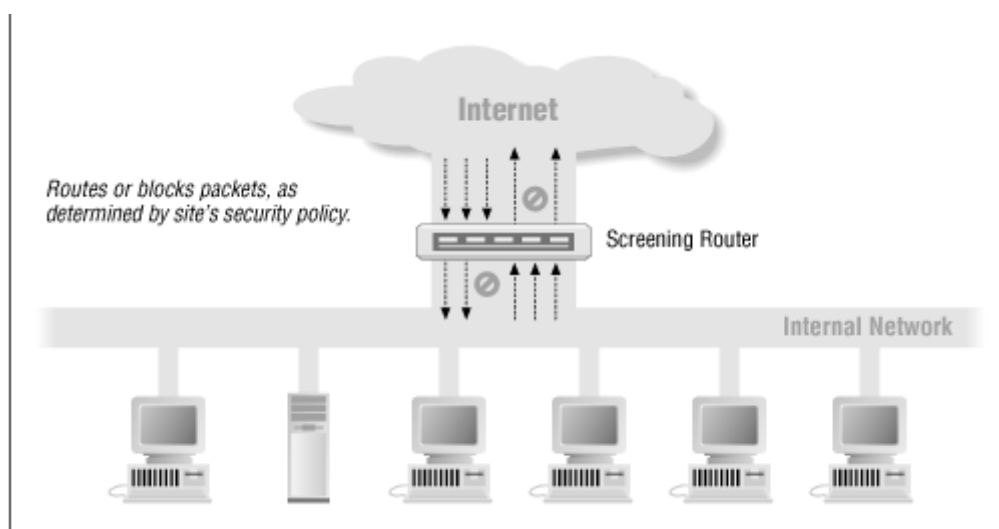 Internet
Routes or blocks packets, as
determined by site's security policy.
Screening Router
Internal Network